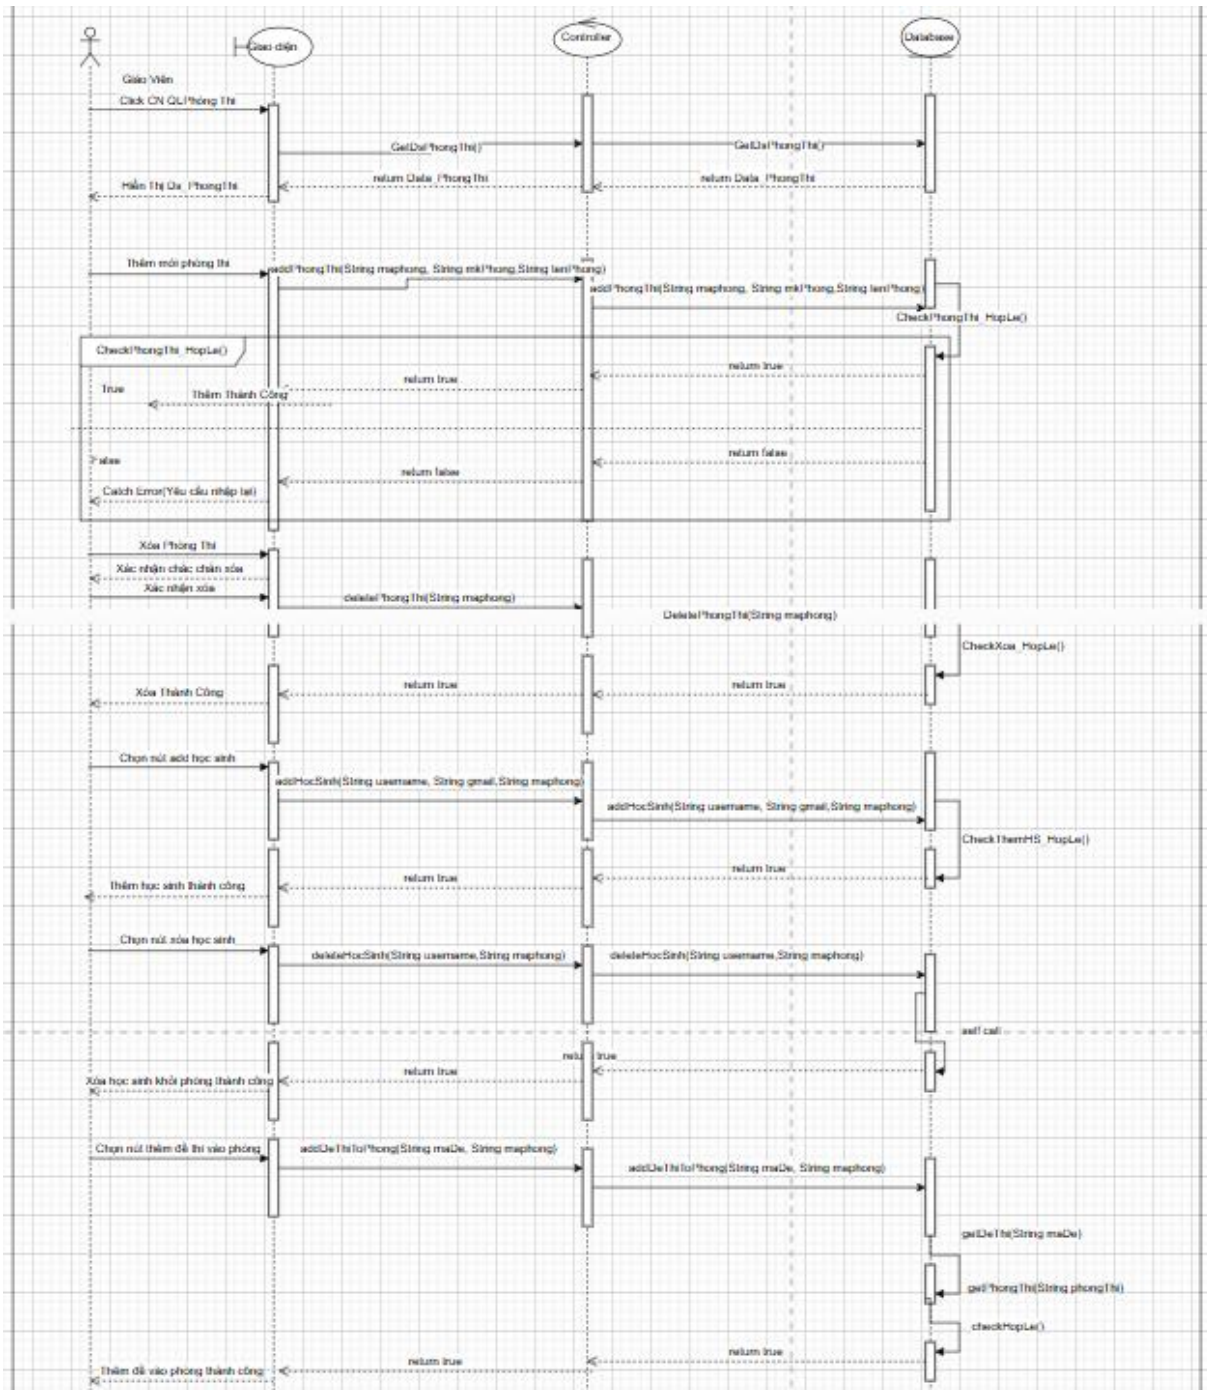 Giao diện
Controller
Database
Giáo Viên
Click CN QLPhòng Thi
GetDsPhongThi()
GetDsPhongThi()
return Data_PhongThi
return Data_PhongThi
Hiển Thị Ds_PhongThi
Thêm mới phòng thi
addPhongThi(String maphong, String mkPhong,String tenPhong)
addPhongThi(String maphong, String mkPhong,String tenPhong)
CheckPhongThi_HopLe()
CheckPhongThi_HopLe()
return true
return true
True
Thêm Thành Công
return false
False
return false
Catch Error(Yêu cầu nhập lại)
Xóa Phòng Thi
Xác nhận chắc chắn xóa
Xác nhận xóa
deletePhongThi(String maphong)
DeletePhongThi(String maphong)
CheckXoa_HopLe()
return true
return true
Xóa Thành Công
Chọn nút add học sinh
addHocSinh(String username, String gmail,String maphong)
addHocSinh(String username, String gmail,String maphong)
CheckThemHS_HopLe()
return true
return true
Thêm học sinh thành công
Chọn nút xóa học sinh
deleteHocSinh(String username,String maphong)
deleteHocSinh(String username,String maphong)
self call
return true
return true
Xóa học sinh khỏi phòng thành công
Chọn nút thêm đề thi vào phòng
addDeThiToPhong(String maDe, String maphong)
addDeThiToPhong(String maDe, String maphong)
getDeThi(String maDe)
getPhongThi(String phongThi)
checkHopLe()
return true
return true
Thêm đề vào phòng thành công